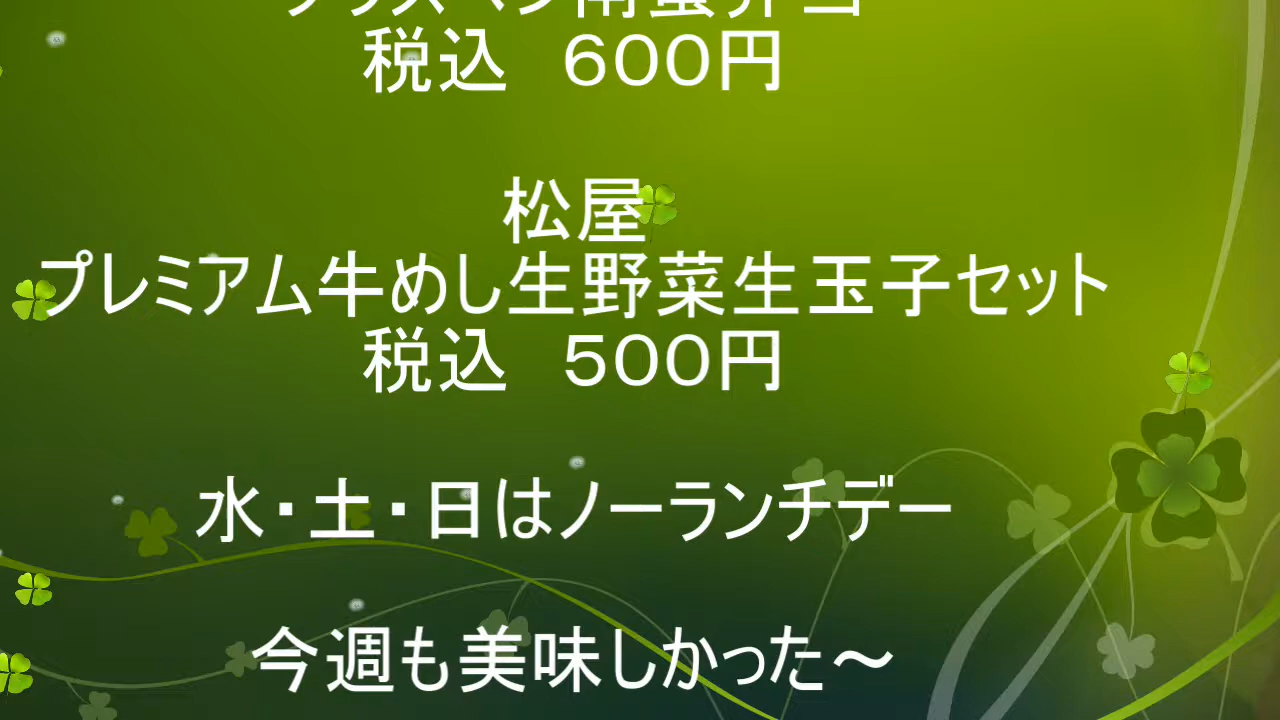 税込　６００円
松屋
プレミアム牛めし生野菜生玉子セット
税込　５００円
水・土・日はノーランチデー
今週も美味しかった～